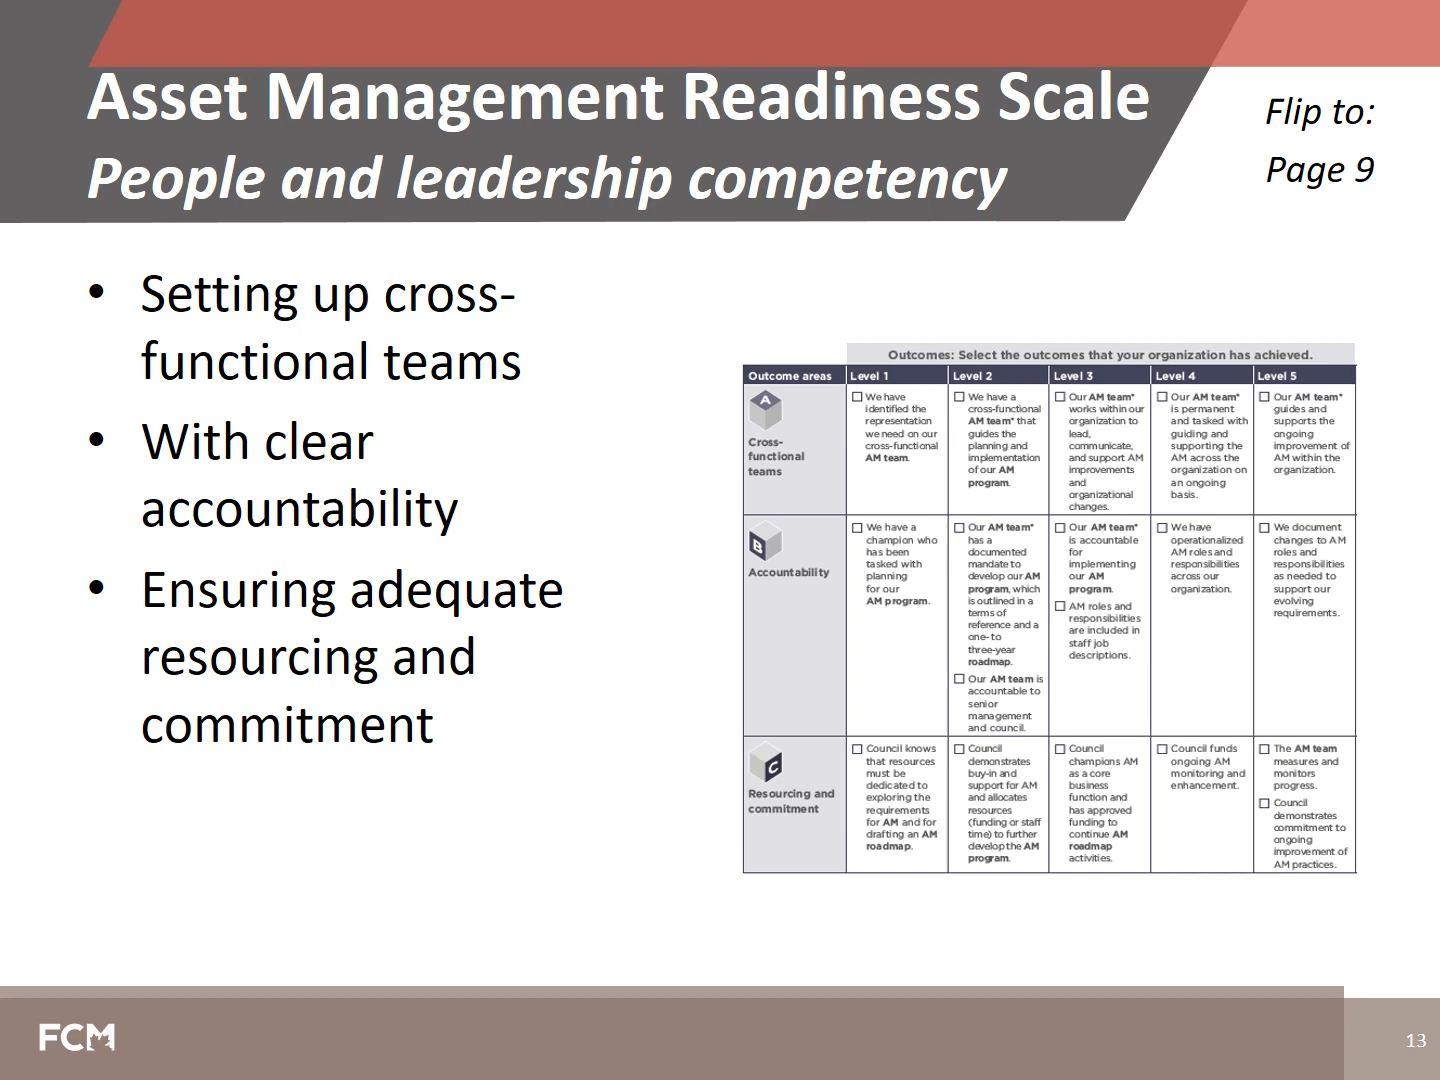 Asset Management Readiness Scale
People and leadership competency
Flip to:
Page 9
• Setting up cross-
functional teams
• With clear
accountability
• Ensuring adequate
resourcing and
commitment
Outcomes: Select the outcomes that your organization has achieved.
Outcome areas Level 1 Level 2 Level 3 Level 4 Level 5
A
Cross-
functional
teams
We have
identified the
representation
we need on our
cross-functional
AM team.
We have a
cross-functional
AM team* that
guides the
planning and
implementation
of our AM
program.
Our AM team*
works within our
organization to
lead,
communicate,
and support AM
improvements
and
organizational
changes.
Our AM team*
is permanent
and tasked with
guiding and
supporting the
AM across the
organization on
an ongoing
basis.
Our AM team*
guides and
supports the
ongoing
improvement of
AM within the
organization.
B
Accountability
We have a
champion who
has been
tasked with
planning
for our
AM program.
Our AM team*
has a
documented
mandate to
develop our AM
program, which
is outlined in a
terms of
reference and a
one- to
three-year
roadmap.
Our AM team is
accountable to
senior
management
and council.
Our AM team*
is accountable
for
implementing
our AM
program.
AM roles and
responsibilities
are included in
staff job
descriptions.
We have
operationalized
AM roles and
responsibilities
across our
organization.
We document
changes to AM
roles and
responsibilities
as needed to
support our
evolving
requirements.
C
Resourcing and
commitment
Council knows
that resources
must be
dedicated to
exploring the
requirements
for AM and for
drafting an AM
roadmap.
Council
demonstrates
buy-in and
support for AM
and allocates
resources
(funding or staff
time) to further
develop the AM
program.
Council
champions AM
as a core
business
function and
has approved
funding to
continue AM
roadmap
activities.
Council funds
ongoing AM
monitoring and
enhancement.
The AM team
measures and
monitors
progress.
Council
demonstrates
commitment to
ongoing
improvement of
AM practices.
FCM
13